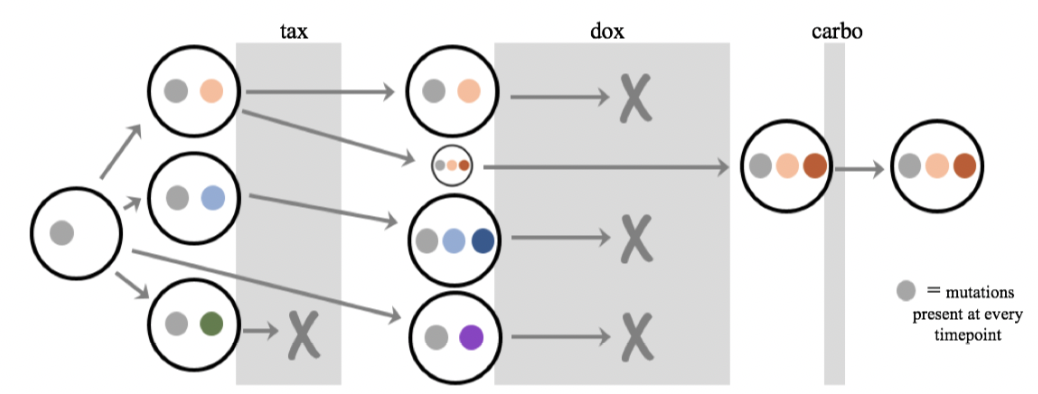 tax
dox
carbo
X
X
X
X
= mutations
present at every
timepoint